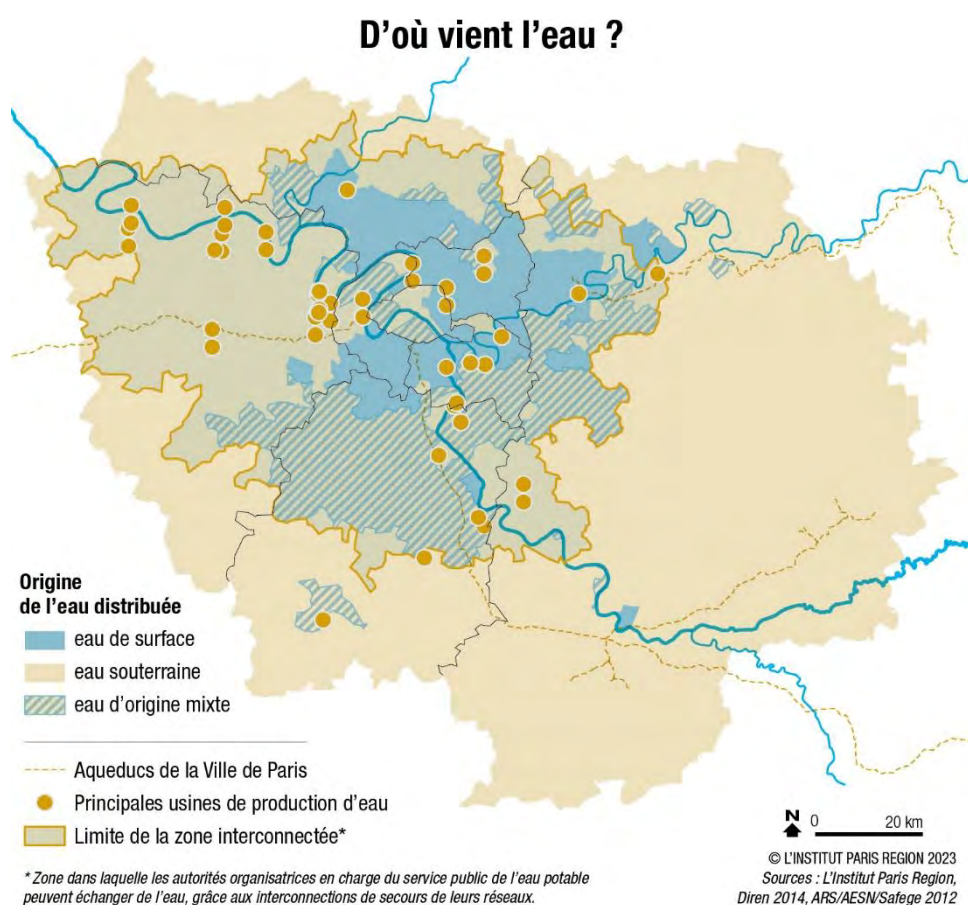 D'où vient l'eau ?
Origine
de l'eau distribuée
eau de surface
eau souterraine
eau d'origine mixte
Aqueducs de la Ville de Paris
Principales usines de production d'eau
Limite de la zone interconnectée*
* Zone dans laquelle les autorités organisatrices en charge du service public de l'eau potable
peuvent échanger de l'eau, grâce aux interconnections de secours de leurs réseaux.
N
0 20 km
© L'INSTITUT PARIS REGION 2023
Sources : L'Institut Paris Region,
Diren 2014, ARS/AESN/Safege 2012